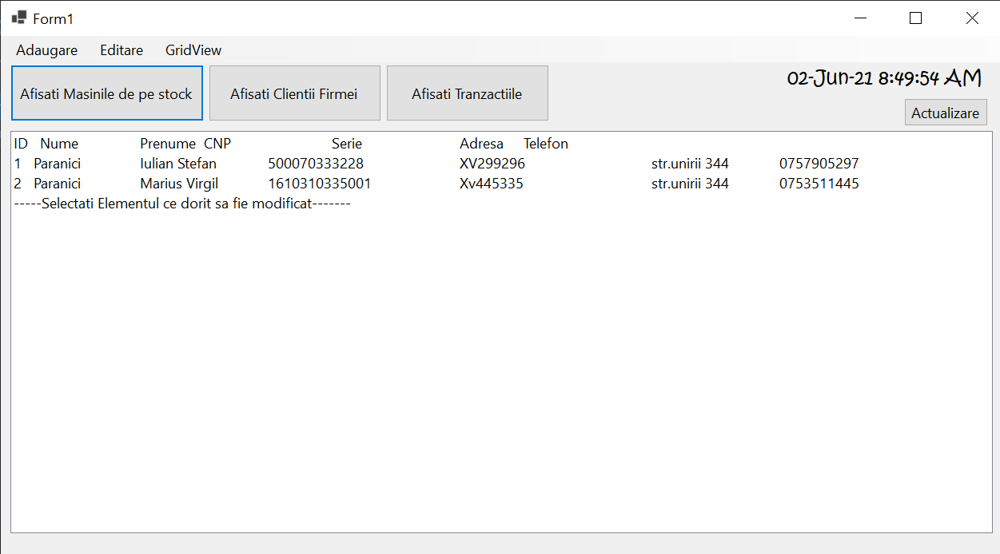 Form1
Adaugare Editare GridView
Afisati Masinile de pe stock Afisati Clientii Firmei Afisati Tranzactiile
02-Jun-21 8:49:54 AM
Actualizare
ID Nume Prenume CNP Serie Adresa Telefon
1 Paranici Iulian Stefan 500070333228 XV299296 str.unirii 344 0757905297
2 Paranici Marius Virgil 1610310335001 Xv445335 str.unirii 344 0753511445
-----Selectati Elementul ce dorit sa fie modificat-------